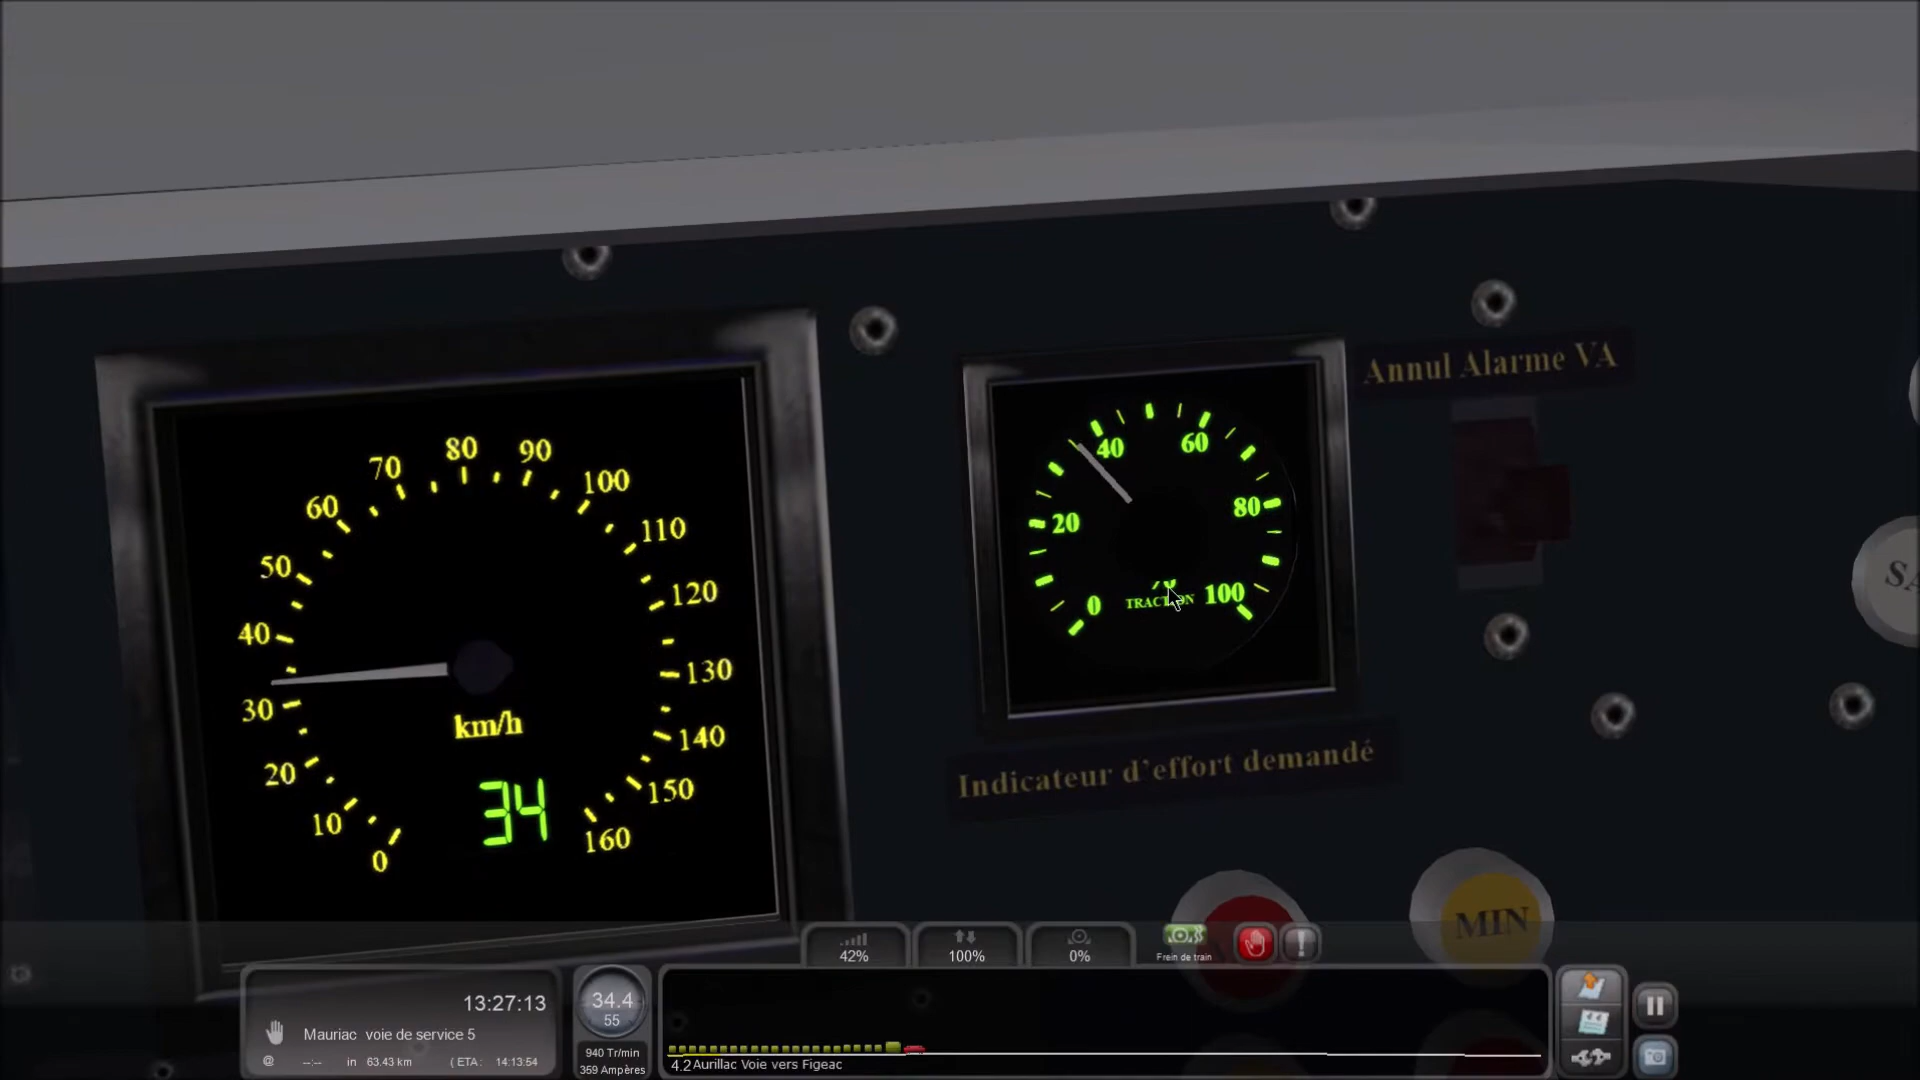 Annul Alarme VA
0 10 20 30 40 50 60 70 80 90 100 110 120 130 140 150 160
km/h
34
0 20 40 60 80 100
TRACTION
Indicateur d'effort demandé
MIN
42% 100% 0% Frein de train
13:27:13
Mauriac voie de service 5
@ --:-- in 63.43 km ( ETA : 14:13:54
34.4
55
940 Tr/min
359 Ampères
4.2 Aurillac Voie vers Figeac